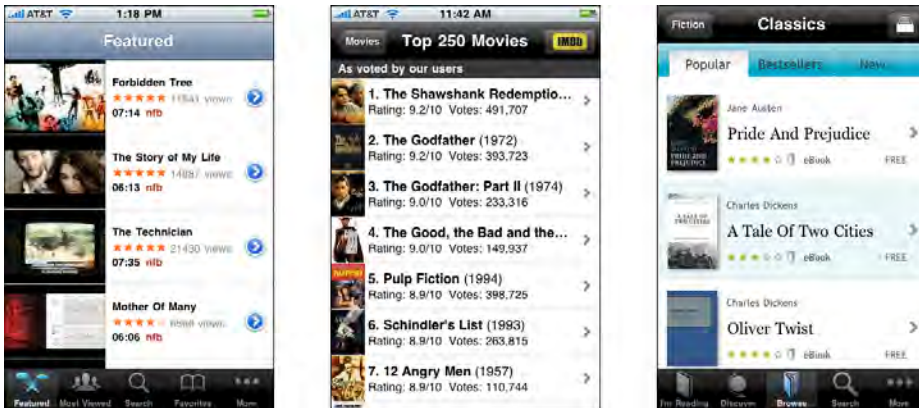 AT&T 1:18 PM
Featured
Forbidden Tree
11841 views
07:14 nfb
The Story of My Life
14887 views
06:13 nfb
The Technician
21430 views
07:35 nfb
Mother Of Many
views
06:06 nfb
Featured Most Viewed Search Favorites More
AT&T 11:42 AM
Movies Top 250 Movies IMDb
As voted by our users
1. The Shawshank Redemptio...
Rating: 9.2/10 Votes: 491,707
2. The Godfather (1972)
Rating: 9.2/10 Votes: 393,723
3. The Godfather: Part II (1974)
Rating: 9.0/10 Votes: 233,316
4. The Good, the Bad and the...
Rating: 9.0/10 Votes: 149,937
5. Pulp Fiction (1994)
Rating: 8.9/10 Votes: 398,725
6. Schindler's List (1993)
Rating: 8.9/10 Votes: 263,815
7. 12 Angry Men (1957)
Rating: 8.9/10 Votes: 110,744
Fiction Classics
Popular Bestsellers New
Jane Austen
Pride And Prejudice
eBook FREE
Charles Dickens
A Tale Of Two Cities
eBook FREE
Charles Dickens
Oliver Twist
eBook FREE
I'm Reading Discover Browse Search More